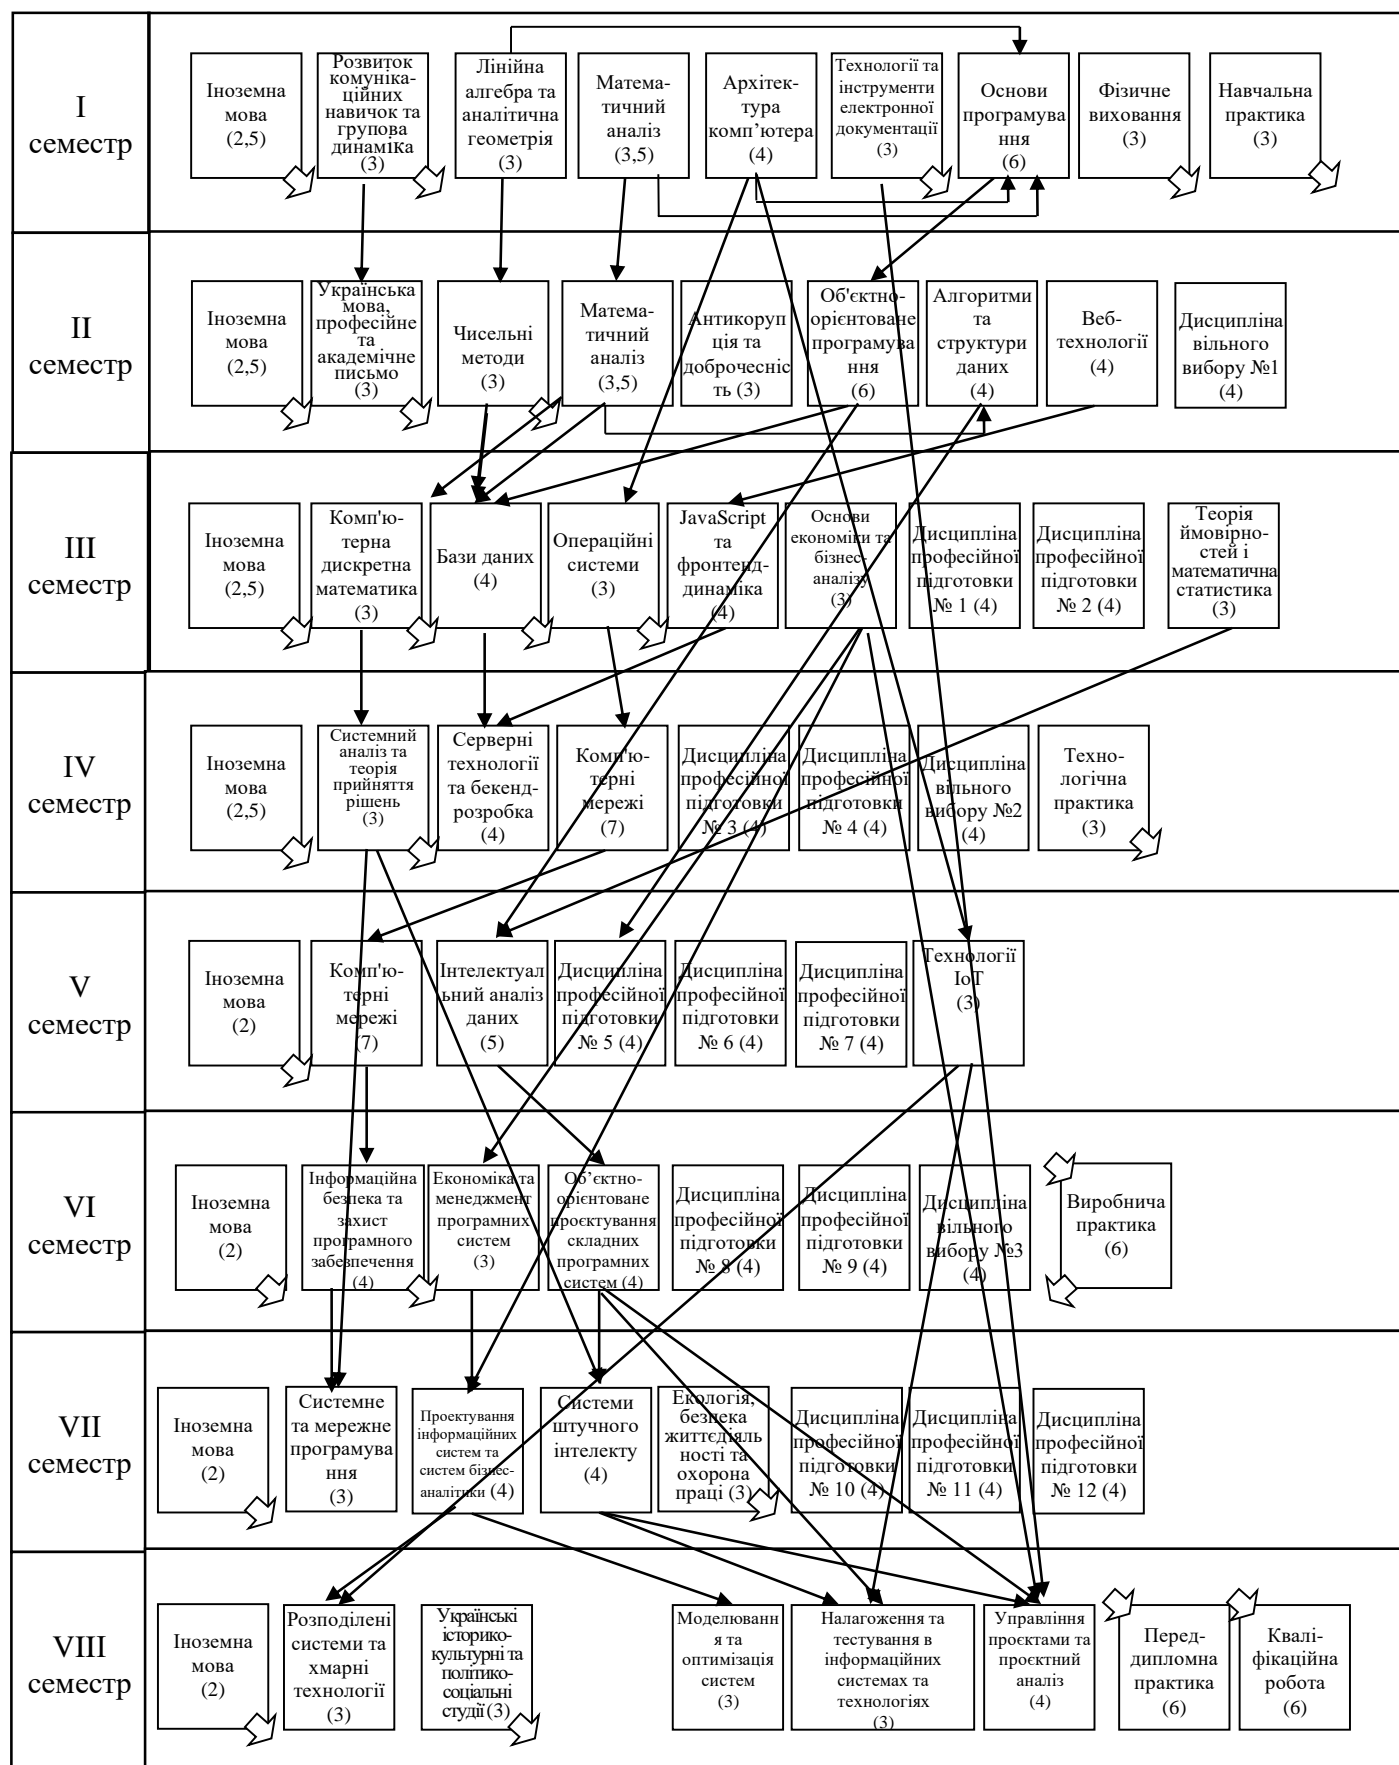 I
семестр
Іноземна
мова
(2,5)
Розвиток
комуніка-
ційних
навичок та
групова
динаміка
(3)
Лінійна
алгебра та
аналітична
геометрія
(3)
Матема-
тичний
аналіз
(3,5)
Архітек-
тура
комп’ютера
(4)
Технології та
інструменти
електронної
документації
(3)
Основи
програмува
ння
(6)
Фізичне
виховання
(3)
Навчальна
практика
(3)
II
семестр
Іноземна
мова
(2,5)
Українська
мова,
професійне
та
академічне
письмо
(3)
Чисельні
методи
(3)
Матема-
тичний
аналіз
(3,5)
Антикоруп
ція та
доброчесніс
ть (3)
Об'єктно-
орієнтоване
програмува
ння
(6)
Алгоритми
та
структури
даних
(4)
Веб-
технології
(4)
Дисципліна
вільного
вибору №1
(4)
III
семестр
Іноземна
мова
(2,5)
Комп'ю-
терна
дискретна
математика
(3)
Бази даних
(4)
Операційні
системи
(3)
JavaScript
та
фронтенд-
динаміка
(4)
Основи
економіки та
бізнес-
аналізу
(3)
Дисципліна
професійної
підготовки
№ 1 (4)
Дисципліна
професійної
підготовки
№ 2 (4)
Теорія
ймовірно-
стей і
математична
статистика
(3)
IV
семестр
Іноземна
мова
(2,5)
Системний
аналіз та
теорія
прийняття
рішень
(3)
Серверні
технології
та бекенд-
розробка
(4)
Комп'ю-
терні
мережі
(7)
Дисципліна
професійної
підготовки
№ 3 (4)
Дисципліна
професійної
підготовки
№ 4 (4)
Дисципліна
вільного
вибору №2
(4)
Техно-
логічна
практика
(3)
V
семестр
Іноземна
мова
(2)
Комп'ю-
терні
мережі
(7)
Інтелектуал
ьний аналіз
даних
(5)
Дисципліна
професійної
підготовки
№ 5 (4)
Дисципліна
професійної
підготовки
№ 6 (4)
Дисципліна
професійної
підготовки
№ 7 (4)
Технології
IoT
(3)
VI
семестр
Іноземна
мова
(2)
Інформаційна
безпека та
захист
програмного
забезпечення
(4)
Економіка та
менеджмент
програмних
систем
(3)
Об’єктно-
орієнтоване
проєктування
складних
програмних
систем (4)
Дисципліна
професійної
підготовки
№ 8 (4)
Дисципліна
професійної
підготовки
№ 9 (4)
Дисципліна
вільного
вибору №3
(4)
Виробнича
практика
(6)
VII
семестр
Іноземна
мова
(2)
Системне
та мережне
програмува
ння
(3)
Проектування
інформаційних
систем та
систем бізнес-
аналітики (4)
Системи
штучного
інтелекту
(4)
Екологія,
безпека
життєдіяль
ності та
охорона
праці (3)
Дисципліна
професійної
підготовки
№ 10 (4)
Дисципліна
професійної
підготовки
№ 11 (4)
Дисципліна
професійної
підготовки
№ 12 (4)
VIII
семестр
Іноземна
мова
(2)
Розподілені
системи та
хмарні
технології
(3)
Українські
історико-
культурні та
політико-
соціальні
студії (3)
Моделюванн
я та
оптимізація
систем
(3)
Налагоження та
тестування в
інформаційних
системах та
технологіях
(3)
Управління
проєктами та
проєктний
аналіз
(4)
Перед-
дипломна
практика
(6)
Квалі-
фікаційна
робота
(6)